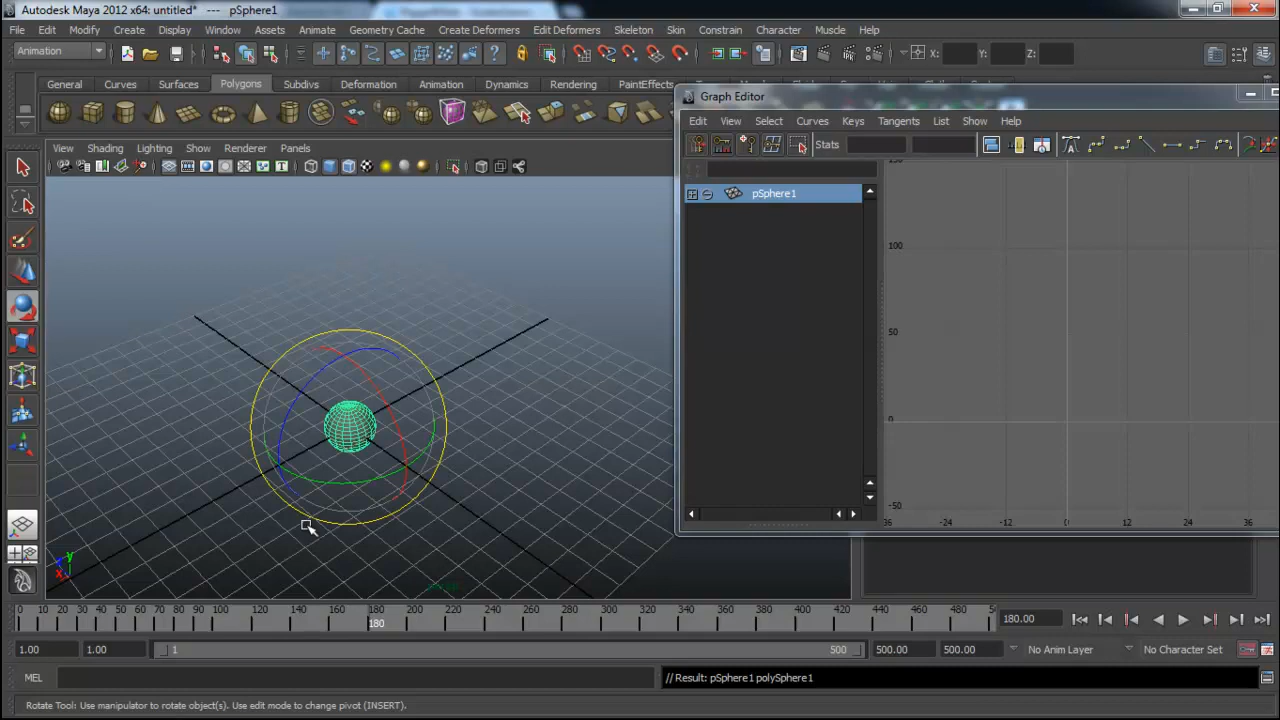 Autodesk Maya 2012 x64: untitled* --- pSphere1
File Edit Modify Create Display Window Assets Animate Geometry Cache Create Deformers Edit Deformers Skeleton Skin Constrain Character Muscle Help
Animation X: Y: Z:
General Curves Surfaces Polygons Subdivs Deformation Animation Dynamics Rendering PaintEffects
Graph Editor
Edit View Select Curves Keys Tangents List Show Help
Stats
View Shading Lighting Show Renderer Panels
pSphere1
100
50
0
-50
36 -24 -12 0 12 24 36
y
x
persp
0 10 20 30 40 50 60 70 80 90 100 120 140 160 180 200 220 240 260 280 300 320 340 360 380 400 420 440 460 480
180
180.00
1.00 1.00 1 500 500.00 500.00 No Anim Layer No Character Set
MEL // Result: pSphere1 polySphere1
Rotate Tool: Use manipulator to rotate object(s). Use edit mode to change pivot (INSERT).